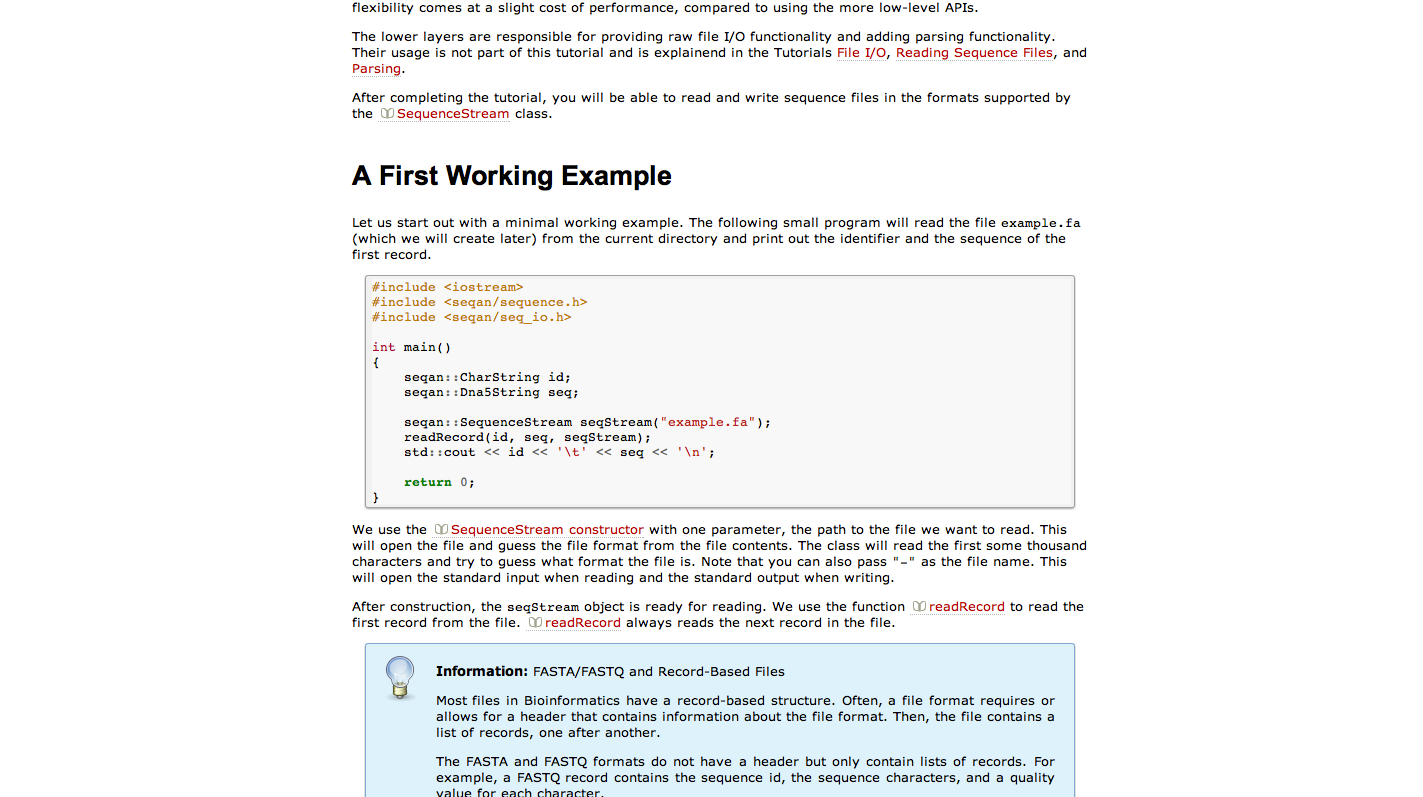 flexibility comes at a slight cost of performance, compared to using the more low-level APIs.
The lower layers are responsible for providing raw file I/O functionality and adding parsing functionality.
Their usage is not part of this tutorial and is explainend in the Tutorials File I/O, Reading Sequence Files, and
Parsing.
After completing the tutorial, you will be able to read and write sequence files in the formats supported by
the SequenceStream class.
A First Working Example
Let us start out with a minimal working example. The following small program will read the file example.fa
(which we will create later) from the current directory and print out the identifier and the sequence of the
first record.
#include <iostream>
#include <seqan/sequence.h>
#include <seqan/seq_io.h>
int main()
{
    seqan::CharString id;
    seqan::Dna5String seq;
    seqan::SequenceStream seqStream("example.fa");
    readRecord(id, seq, seqStream);
    std::cout << id << '\t' << seq << '\n';
    return 0;
}
We use the SequenceStream constructor with one parameter, the path to the file we want to read. This
will open the file and guess the file format from the file contents. The class will read the first some thousand
characters and try to guess what format the file is. Note that you can also pass "-" as the file name. This
will open the standard input when reading and the standard output when writing.
After construction, the seqStream object is ready for reading. We use the function readRecord to read the
first record from the file. readRecord always reads the next record in the file.
Information: FASTA/FASTQ and Record-Based Files
Most files in Bioinformatics have a record-based structure. Often, a file format requires or
allows for a header that contains information about the file format. Then, the file contains a
list of records, one after another.
The FASTA and FASTQ formats do not have a header but only contain lists of records. For
example, a FASTQ record contains the sequence id, the sequence characters, and a quality
value for each character.